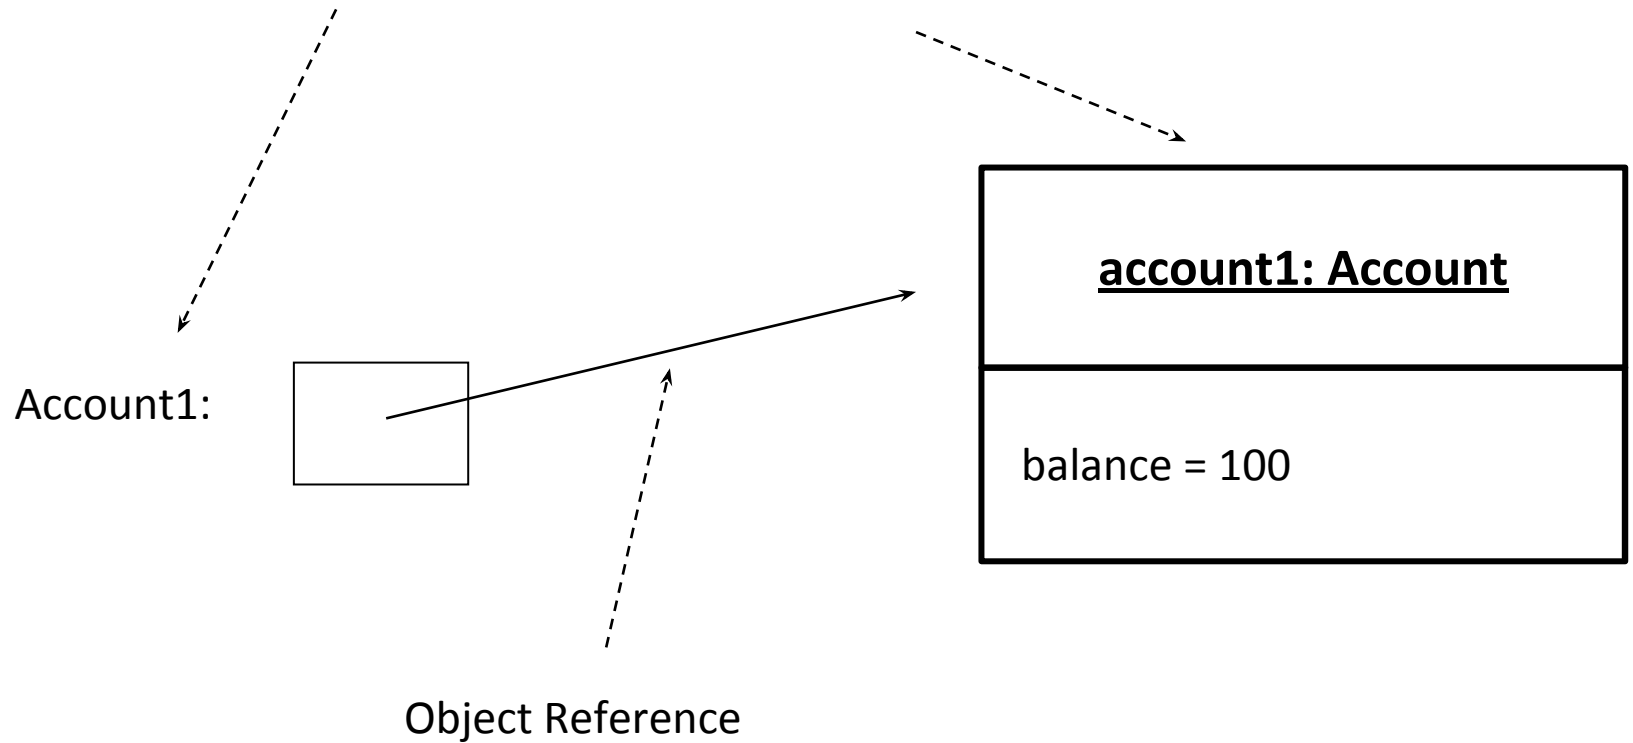 account1: Account
Account1:
balance = 100
Object Reference